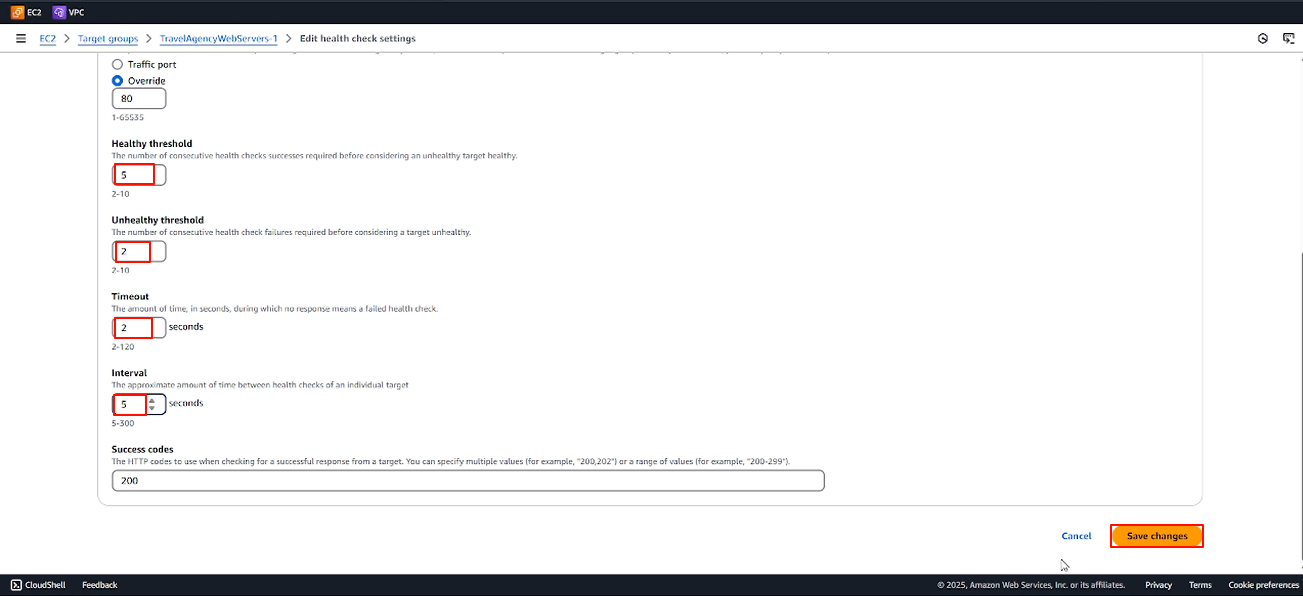 EC2 VPC
EC2 > Target groups > TravelAgencyWebServers-1 > Edit health check settings
Traffic port
Override
80
1-65535
Healthy threshold
The number of consecutive health checks successes required before considering an unhealthy target healthy.
5
2-10
Unhealthy threshold
The number of consecutive health check failures required before considering a target unhealthy.
2
2-10
Timeout
The amount of time, in seconds, during which no response means a failed health check.
2 seconds
2-120
Interval
The approximate amount of time between health checks of an individual target
5 seconds
5-300
Success codes
The HTTP codes to use when checking for a successful response from a target. You can specify multiple values (for example, "200,202") or a range of values (for example, "200-299").
200
Cancel Save changes
CloudShell Feedback © 2025, Amazon Web Services, Inc. or its affiliates. Privacy Terms Cookie preferences